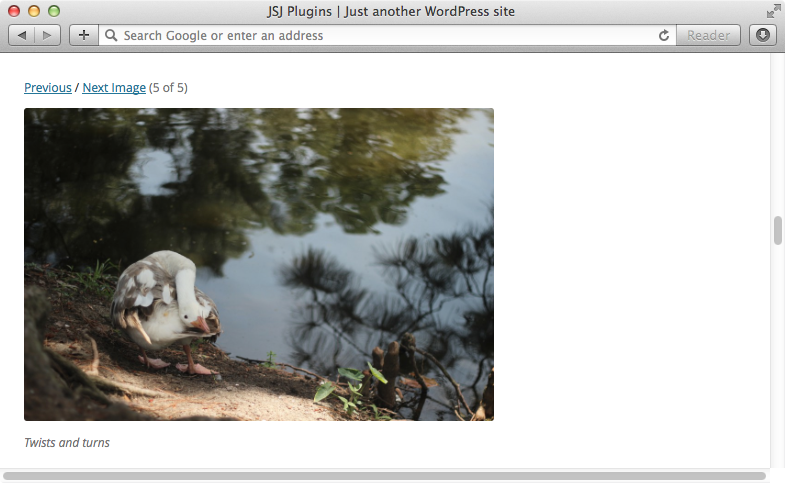 JSJ Plugins | Just another WordPress site
Search Google or enter an address
Reader
Previous / Next Image (5 of 5)
Twists and turns